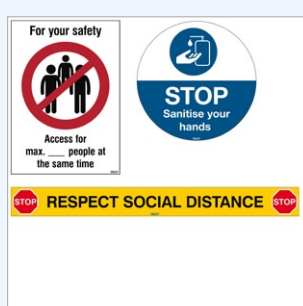 For your safety
Access for
max. ___ people at
the same time
STOP
Sanitise your
hands
STOP RESPECT SOCIAL DISTANCE STOP